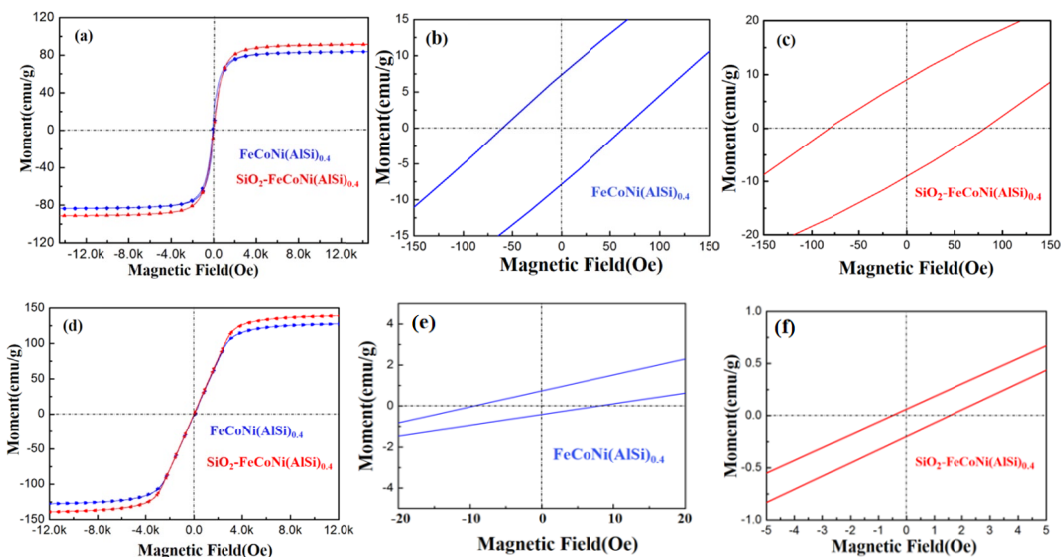 (a)
Moment(emu/g)
120
80
40
0
-40
-80
-120
FeCoNi(AlSi)₀.₄
SiO₂-FeCoNi(AlSi)₀.₄
-12.0k -8.0k -4.0k 0.0 4.0k 8.0k 12.0k
Magnetic Field(Oe)
(b)
Moment(emu/g)
15
10
5
0
-5
-10
-15
FeCoNi(AlSi)₀.₄
-150 -100 -50 0 50 100 150
Magnetic Field(Oe)
(c)
Moment(emu/g)
20
10
0
-10
-20
SiO₂-FeCoNi(AlSi)₀.₄
-150 -100 -50 0 50 100 150
Magnetic Field(Oe)
(d)
Moment(emu/g)
150
100
50
0
-50
-100
-150
FeCoNi(AlSi)₀.₄
SiO₂-FeCoNi(AlSi)₀.₄
-12.0k -8.0k -4.0k 0.0 4.0k 8.0k 12.0k
Magnetic Field(Oe)
(e)
Moment(emu/g)
4
2
0
-2
-4
-6
FeCoNi(AlSi)₀.₄
-20 -10 0 10 20
Magnetic Field(Oe)
(f)
Moment(emu/g)
1.0
0.5
0.0
-0.5
-1.0
SiO₂-FeCoNi(AlSi)₀.₄
-5 -4 -3 -2 -1 0 1 2 3 4 5
Magnetic Field(Oe)